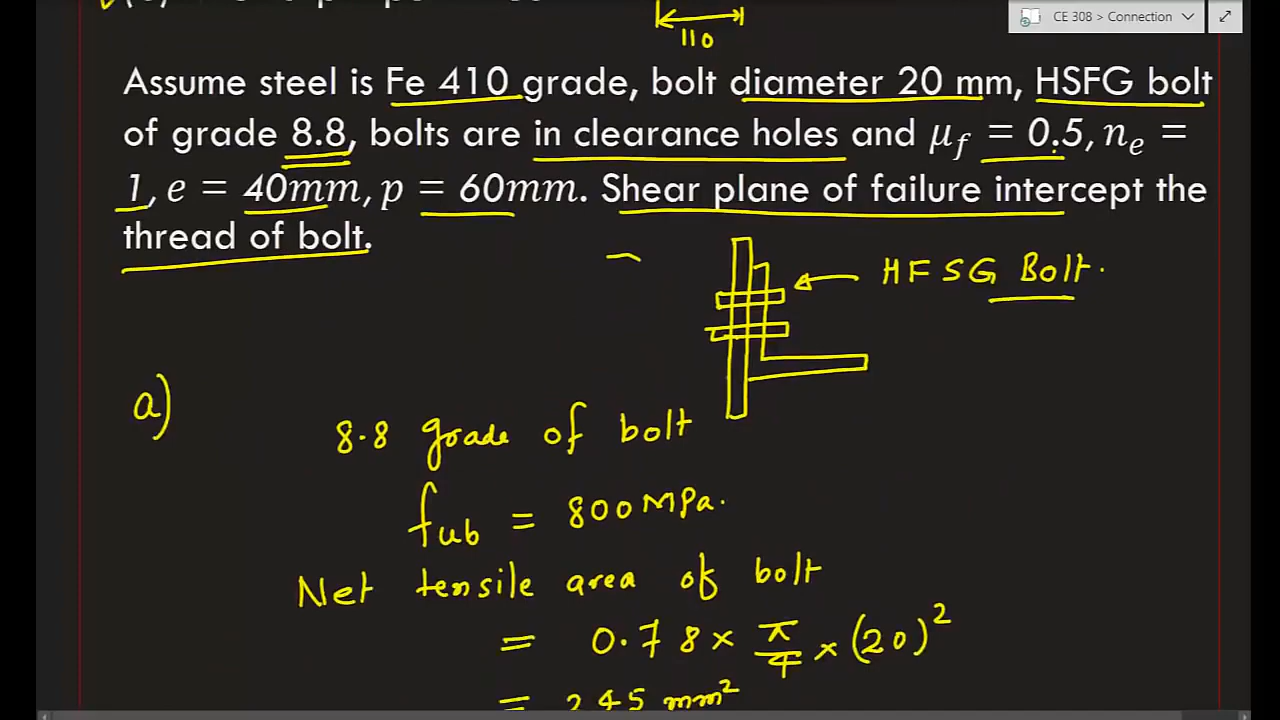 CE 308 > Connection
110
Assume steel is Fe 410 grade, bolt diameter 20 mm, HSFG bolt
of grade 8.8, bolts are in clearance holes and μf = 0.5, ne =
1, e = 40mm, p = 60mm. Shear plane of failure intercept the
thread of bolt.
HFSG Bolt.
a)
8.8 grade of bolt
fub = 800 MPa.
Net tensile area of bolt
= 0.78 × π/4 × (20)²
= 245 mm²